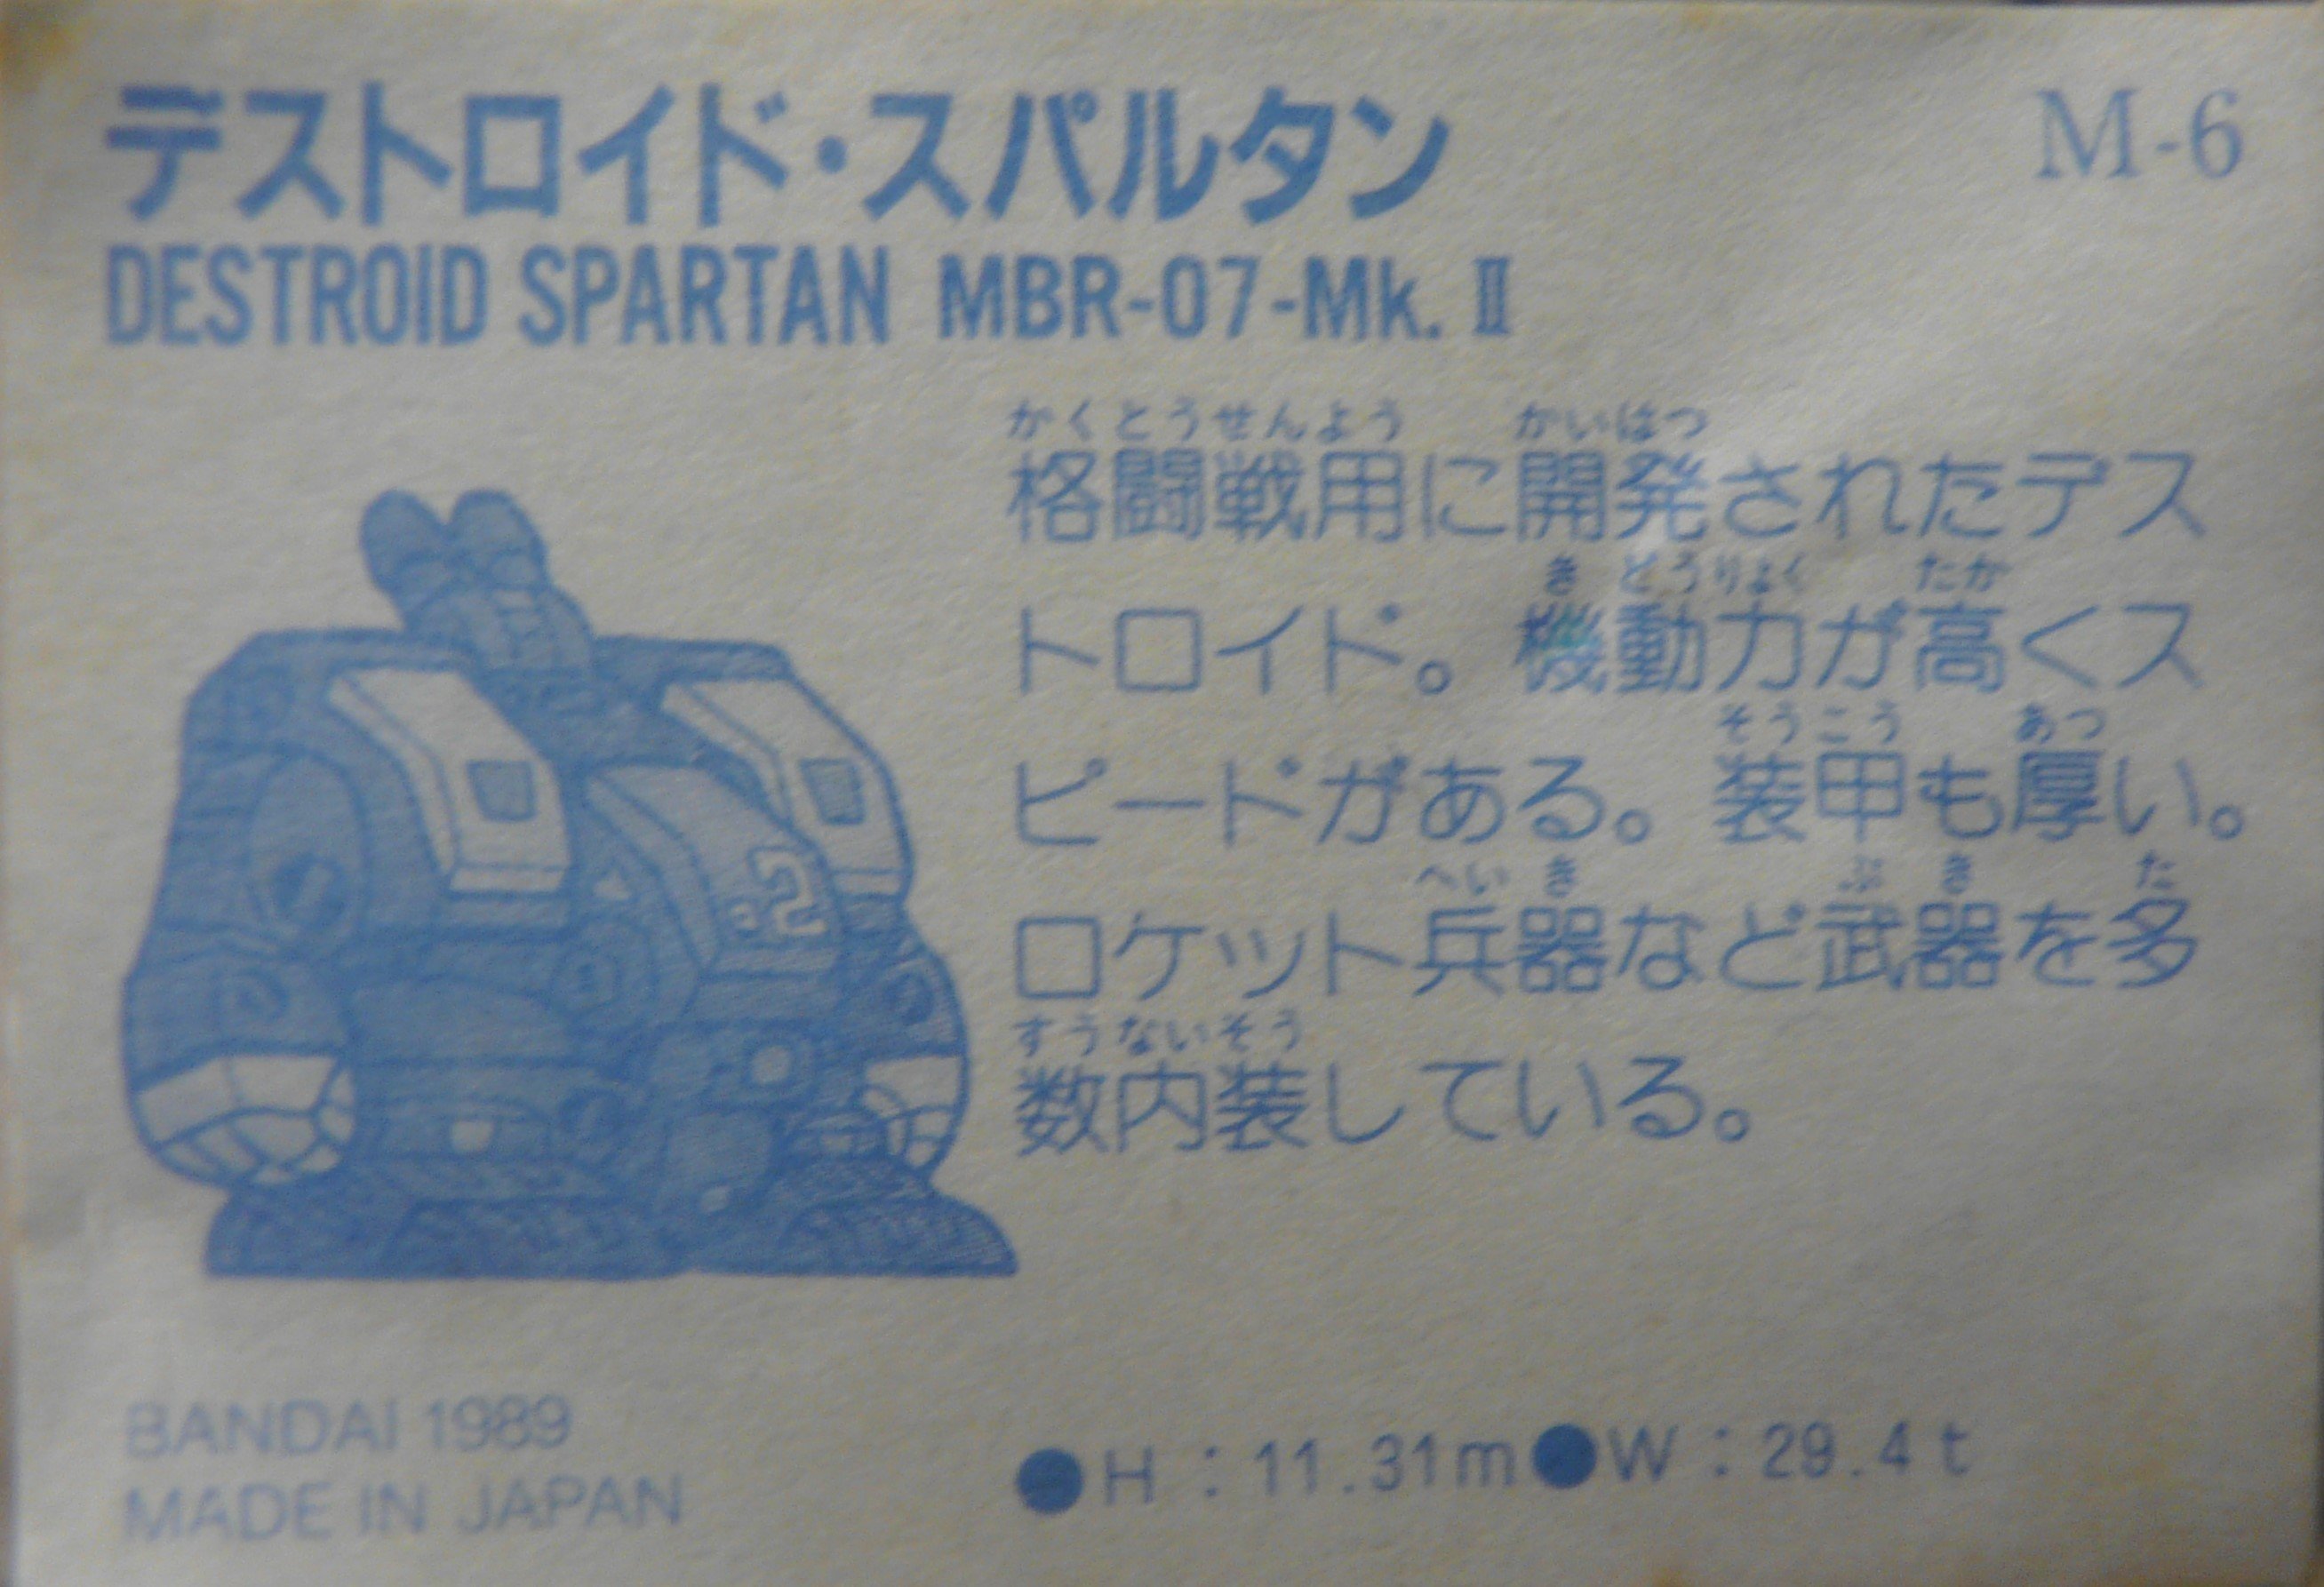 デストロイド・スパルタン
M-6
DESTROID SPARTAN MBR-07-Mk.Ⅱ
かくとうせんよう かいはつ
格闘戦用に開発されたデス
き どうりょく たか
トロイド。機動力が高くス
そうこう あつ
ピードがある。装甲も厚い。
へいき ぶき た
ロケット兵器など武器を多
すうないそう
数内装している。
-2
BANDAI 1989
MADE IN JAPAN
●H：11.31m●W：29.4t